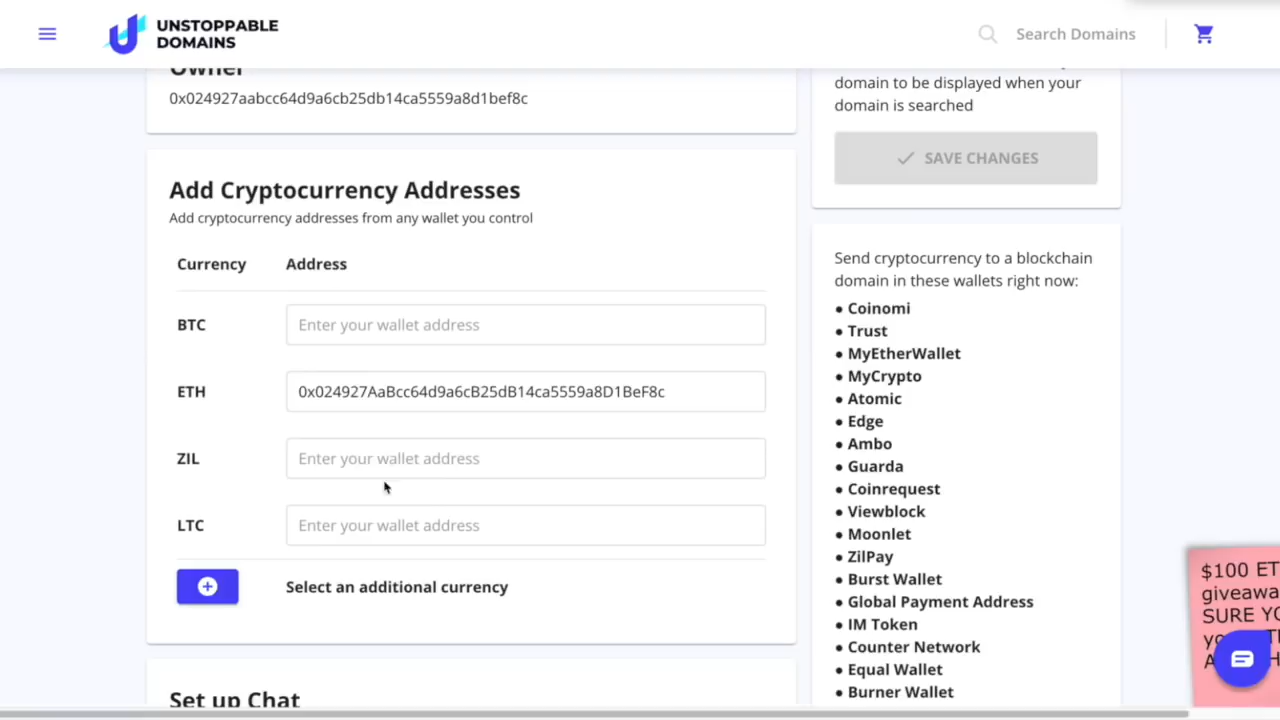 UNSTOPPABLE
DOMAINS
Search Domains
Owner
0x024927aabcc64d9a6cb25db14ca5559a8d1bef8c
Add Cryptocurrency Addresses
Add cryptocurrency addresses from any wallet you control
Currency Address
BTC Enter your wallet address
ETH 0x024927AaBcc64d9a6cB25dB14ca5559a8D1BeF8c
ZIL Enter your wallet address
LTC Enter your wallet address
Select an additional currency
Set up Chat
domain to be displayed when your
domain is searched
SAVE CHANGES
Send cryptocurrency to a blockchain
domain in these wallets right now:
• Coinomi
• Trust
• MyEtherWallet
• MyCrypto
• Atomic
• Edge
• Ambo
• Guarda
• Coinrequest
• Viewblock
• Moonlet
• ZilPay
• Burst Wallet
• Global Payment Address
• IM Token
• Counter Network
• Equal Wallet
• Burner Wallet
$100 ET
giveawa
SURE YO